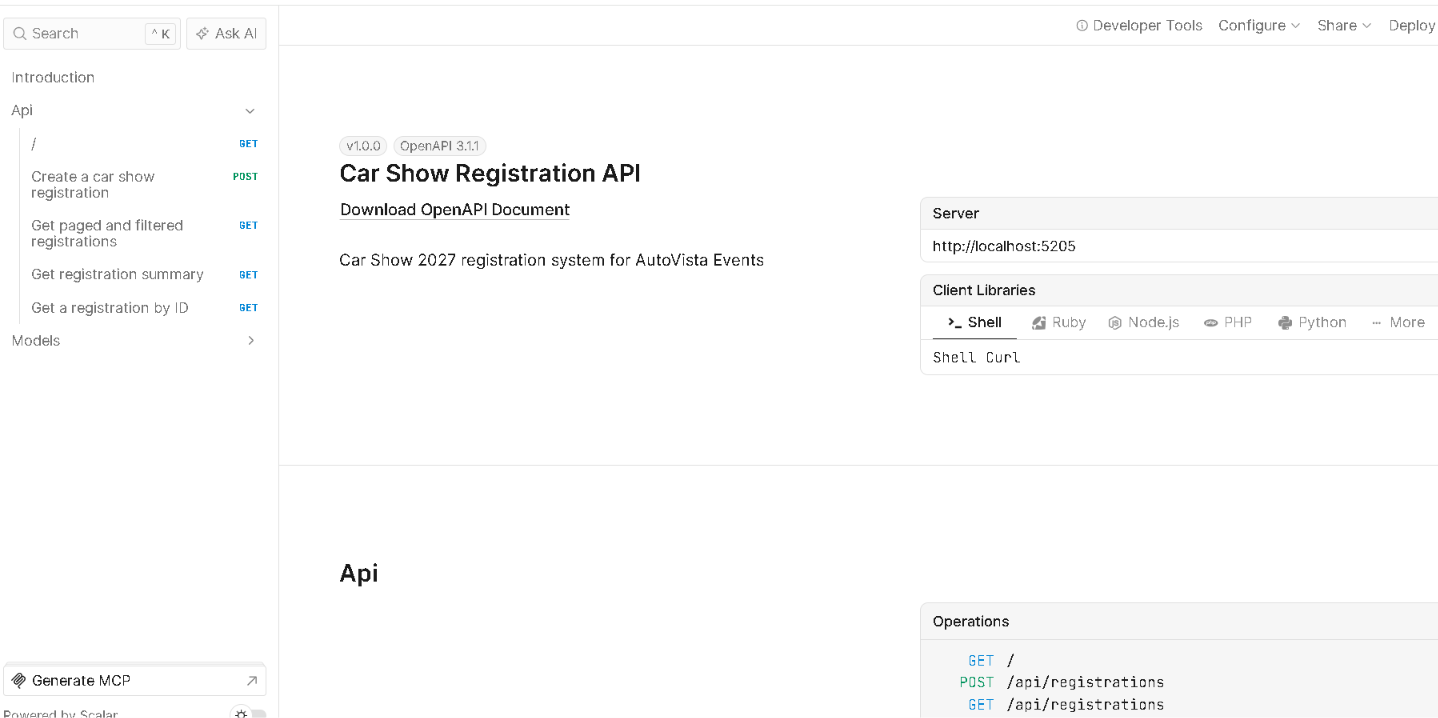 Search ^ K Ask AI
Introduction
Api
/ GET
Create a car show POST
registration
Get paged and filtered GET
registrations
Get registration summary GET
Get a registration by ID GET
Models
Generate MCP
Powered by Scalar
Developer Tools Configure Share Deploy
v1.0.0 OpenAPI 3.1.1
Car Show Registration API
Download OpenAPI Document
Car Show 2027 registration system for AutoVista Events
Server
http://localhost:5205
Client Libraries
Shell Ruby Node.js PHP Python More
Shell Curl
Api
Operations
GET /
POST /api/registrations
GET /api/registrations